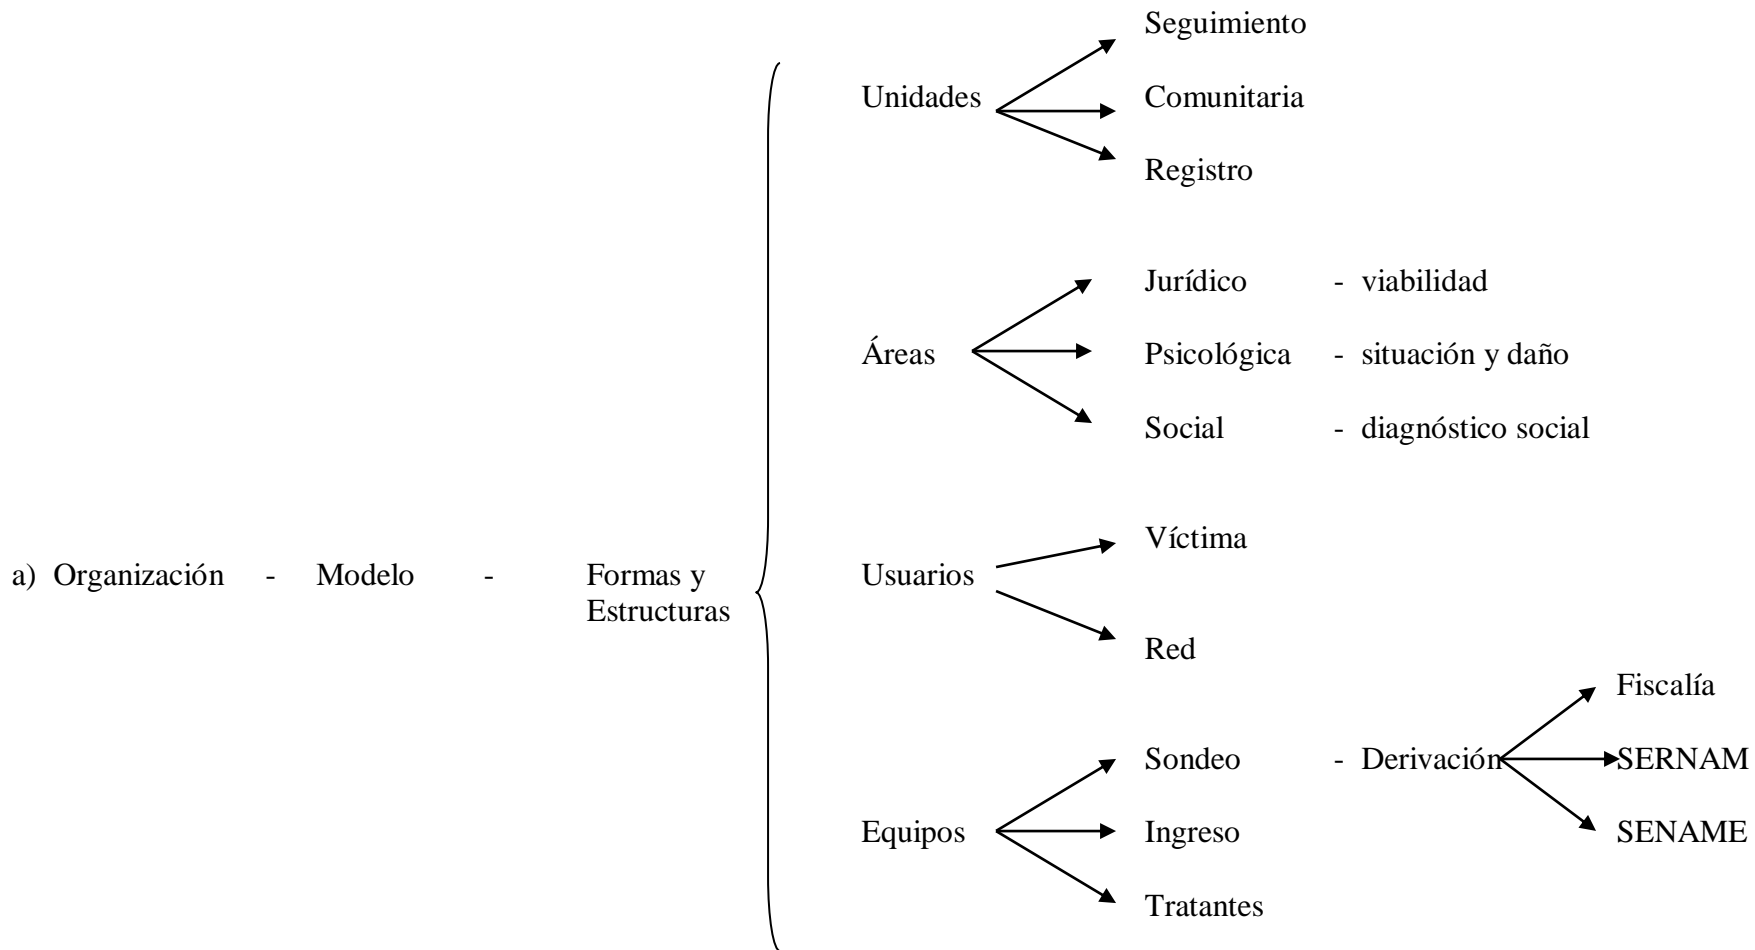 Seguimiento
Unidades
Comunitaria
Registro
Jurídico - viabilidad
Áreas
Psicológica - situación y daño
Social - diagnóstico social
Víctima
a) Organización - Modelo - Formas y
Estructuras
Usuarios
Red
Fiscalía
Sondeo - Derivación
SERNAM
Equipos
Ingreso
SENAME
Tratantes